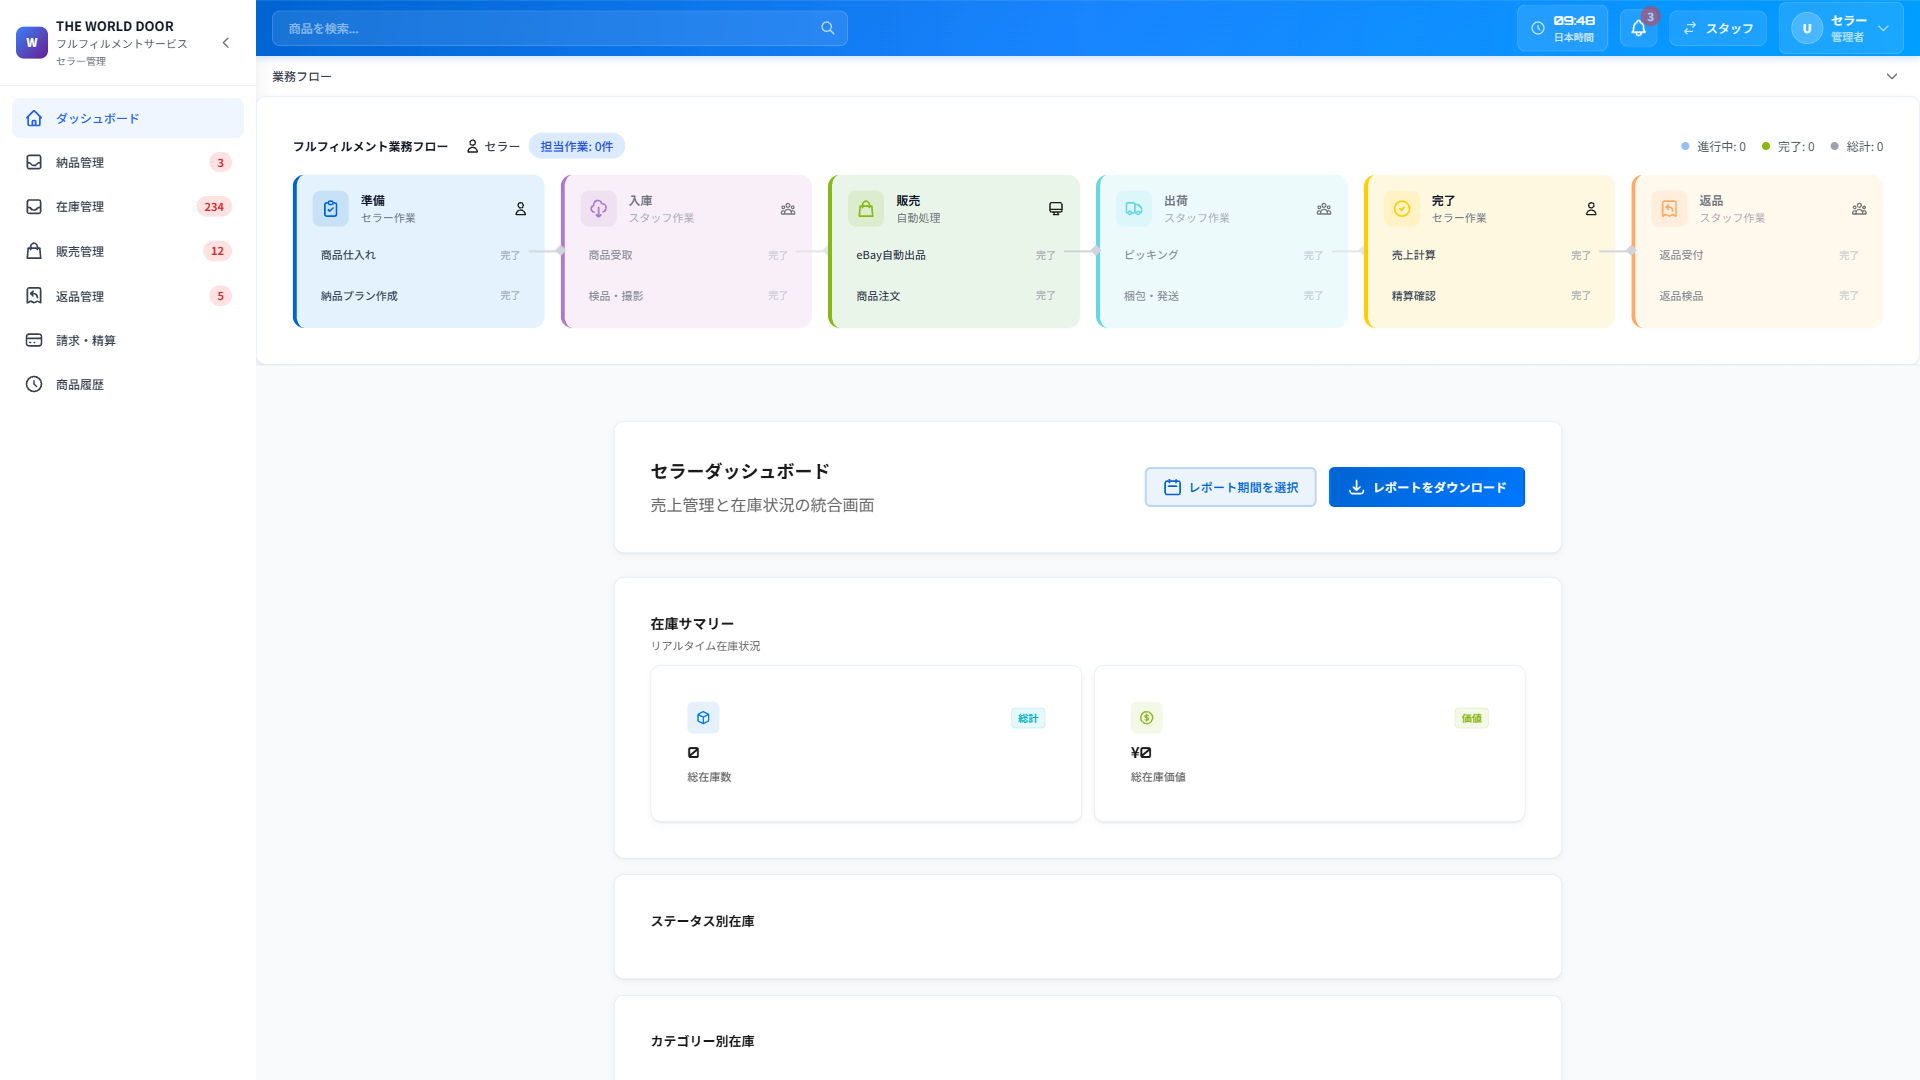 W
THE WORLD DOOR
フルフィルメントサービス
セラー管理
ダッシュボード
納品管理 3
在庫管理 234
販売管理 12
返品管理 5
請求・精算
商品履歴
商品を検索...
09:48
日本時間
3
スタッフ
U
セラー
管理者
業務フロー
フルフィルメント業務フロー セラー 担当作業: 0件
進行中: 0 完了: 0 総計: 0
準備
セラー作業
商品仕入れ 完了
納品プラン作成 完了
入庫
スタッフ作業
商品受取 完了
検品・撮影 完了
販売
自動処理
eBay自動出品 完了
商品注文 完了
出荷
スタッフ作業
ピッキング 完了
梱包・発送 完了
完了
セラー作業
売上計算 完了
精算確認 完了
返品
スタッフ作業
返品受付 完了
返品検品 完了
セラーダッシュボード
売上管理と在庫状況の統合画面
レポート期間を選択
レポートをダウンロード
在庫サマリー
リアルタイム在庫状況
総計
0
総在庫数
価値
¥0
総在庫価値
ステータス別在庫
カテゴリー別在庫